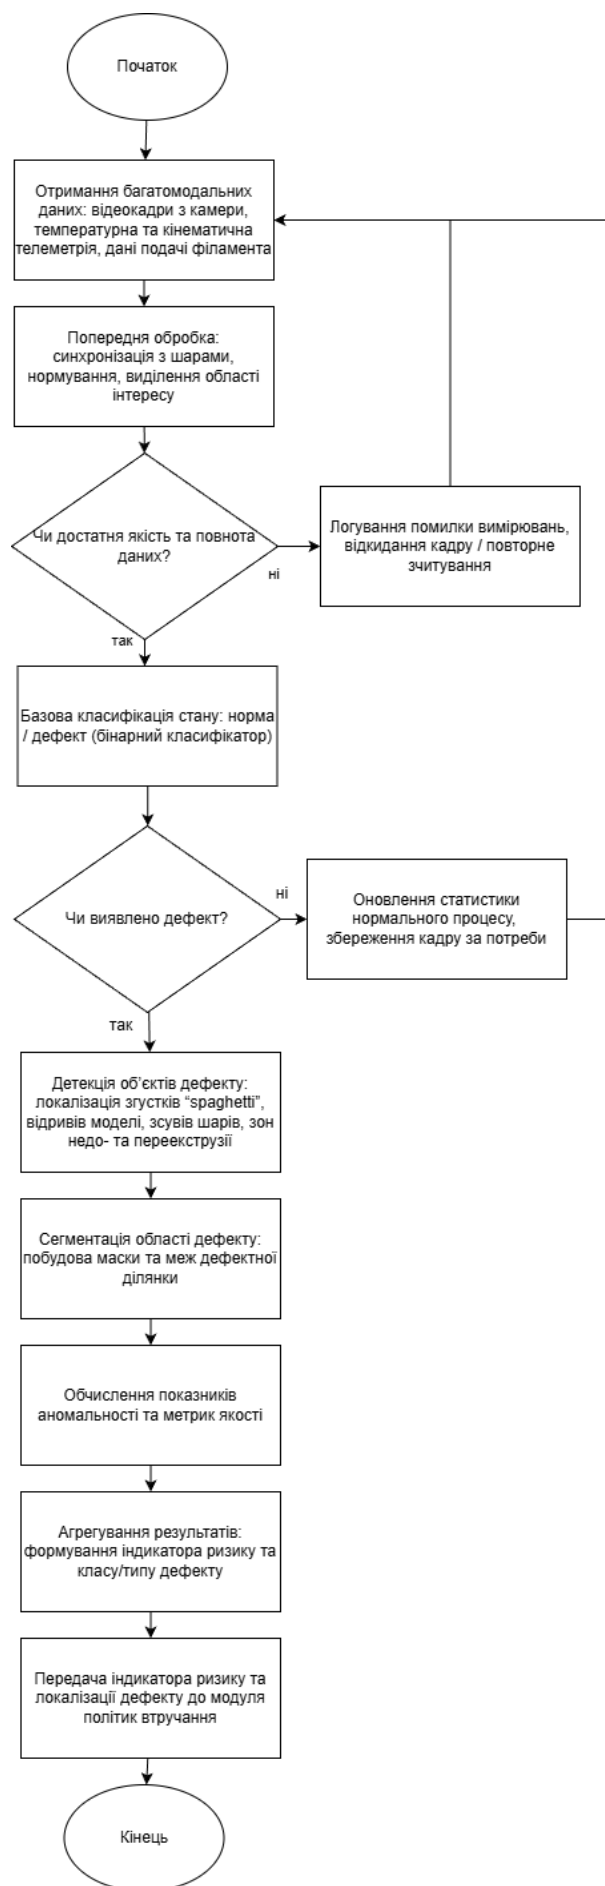 Початок
Отримання багатомодальних
даних: відеокадри з камери,
температурна та кінематична
телеметрія, дані подачі філамента
Попередня обробка:
синхронізація з шарами,
нормування, виділення області
інтересу
Чи достатня якість та повнота
даних?
ні
Логування помилки вимірювань,
відкидання кадру / повторне
зчитування
так
Базова класифікація стану: норма
/ дефект (бінарний класифікатор)
Чи виявлено дефект?
ні
Оновлення статистики
нормального процесу,
збереження кадру за потреби
так
Детекція об’єктів дефекту:
локалізація згустків “spaghetti”,
відривів моделі, зсувів шарів, зон
недо- та переекструзії
Сегментація області дефекту:
побудова маски та меж дефектної
ділянки
Обчислення показників
аномальності та метрик якості
Агрегування результатів:
формування індикатора ризику та
класу/типу дефекту
Передача індикатора ризику та
локалізації дефекту до модуля
політик втручання
Кінець